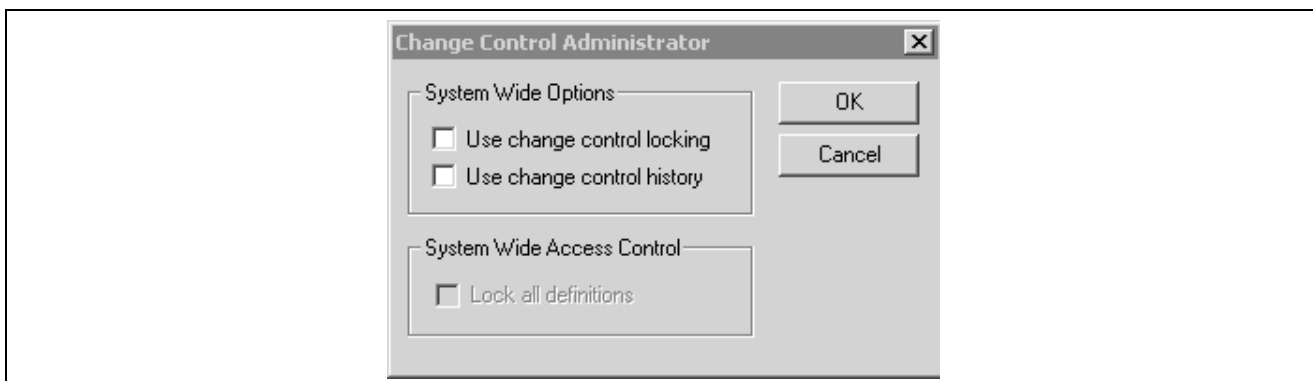 Change Control Administrator
System Wide Options
OK
Use change control locking
Cancel
Use change control history
System Wide Access Control
Lock all definitions